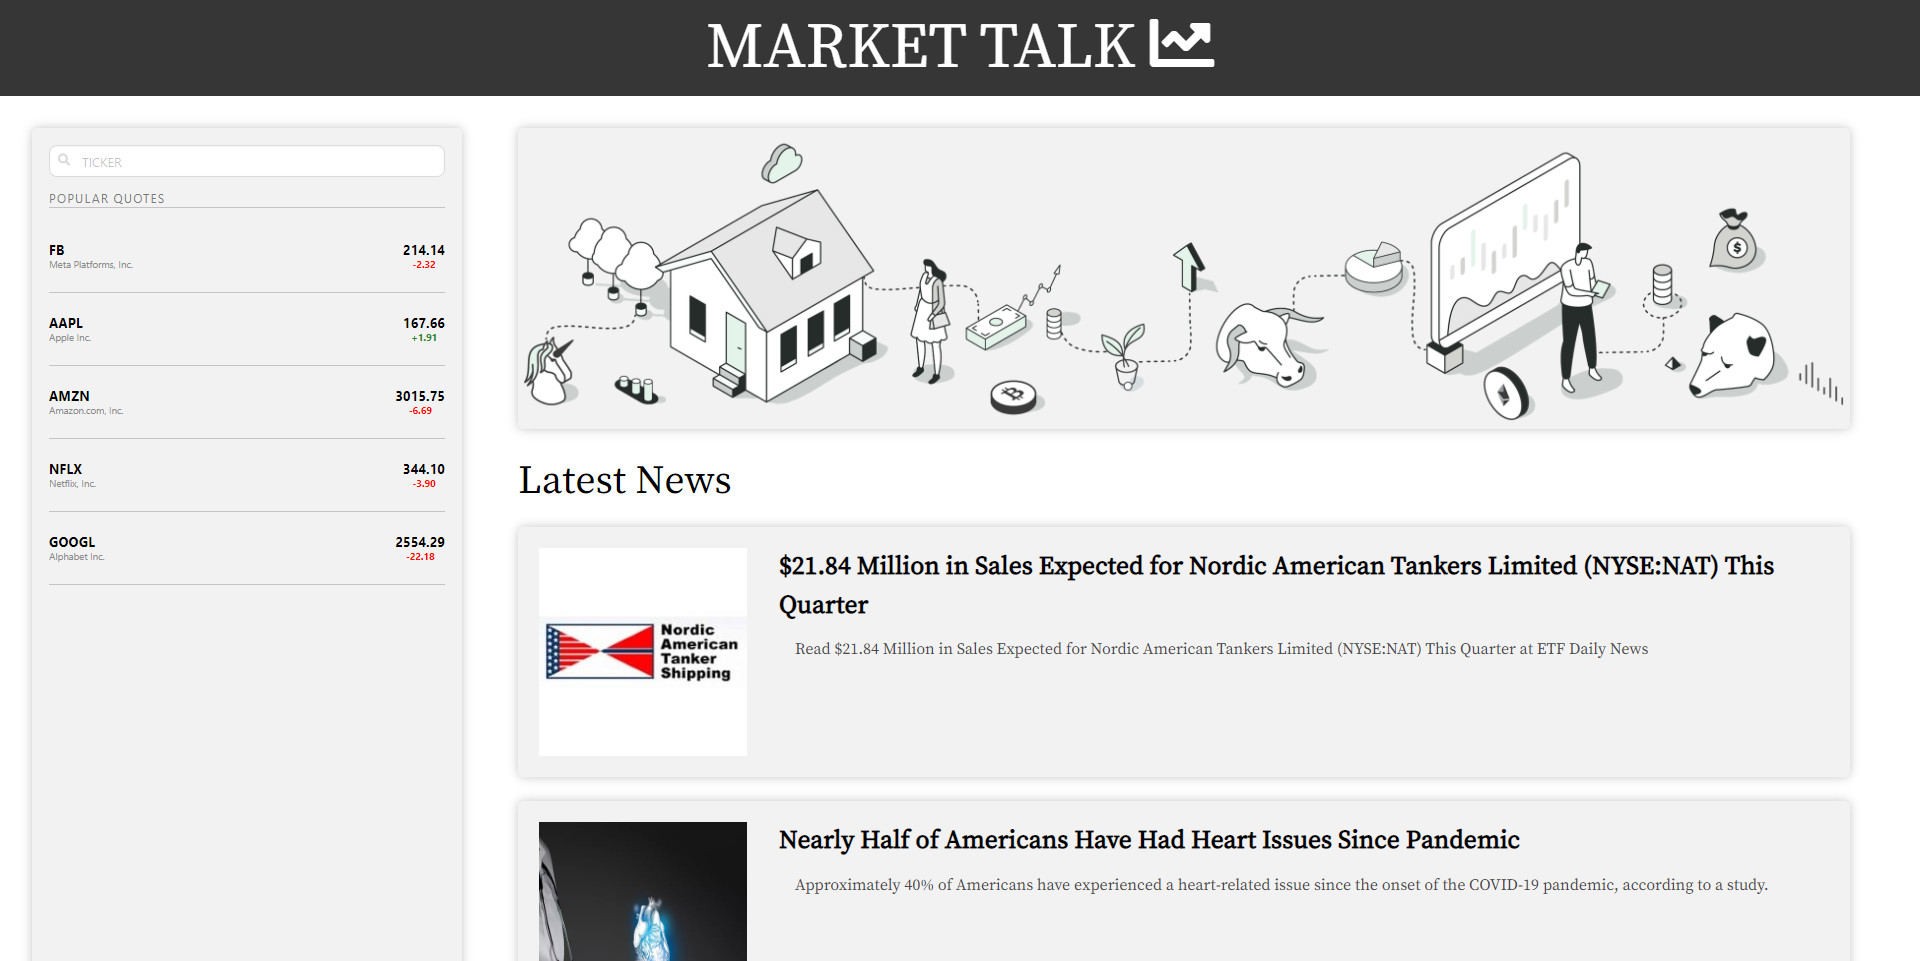 MARKET TALK
TICKER
POPULAR QUOTES
FB 214.14
Meta Platforms, Inc. -2.32
AAPL 167.66
Apple Inc. +1.91
AMZN 3015.75
Amazon.com, Inc. -6.69
NFLX 344.10
Netflix, Inc. -3.90
GOOGL 2554.29
Alphabet Inc. -22.18
$
Latest News
Nordic
American
Tanker
Shipping
$21.84 Million in Sales Expected for Nordic American Tankers Limited (NYSE:NAT) This
Quarter
Read $21.84 Million in Sales Expected for Nordic American Tankers Limited (NYSE:NAT) This Quarter at ETF Daily News
Nearly Half of Americans Have Had Heart Issues Since Pandemic
Approximately 40% of Americans have experienced a heart-related issue since the onset of the COVID-19 pandemic, according to a study.